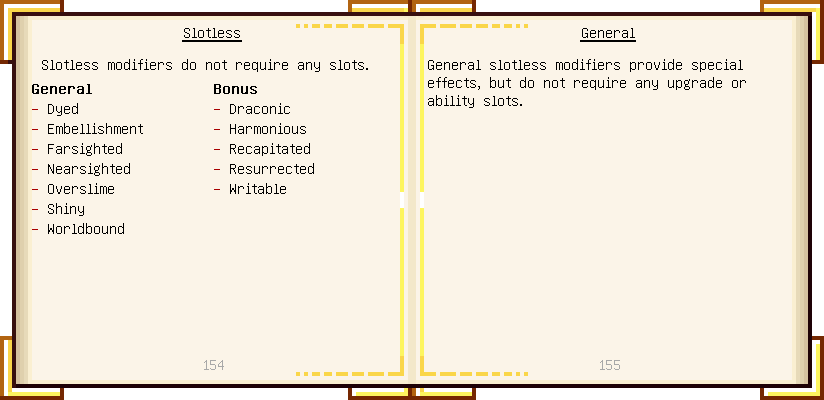 Slotless
Slotless modifiers do not require any slots.
General
- Dyed
- Embellishment
- Farsighted
- Nearsighted
- Overslime
- Shiny
- Worldbound
Bonus
- Draconic
- Harmonious
- Recapitated
- Resurrected
- Writable
154
General
General slotless modifiers provide special
effects, but do not require any upgrade or
ability slots.
155